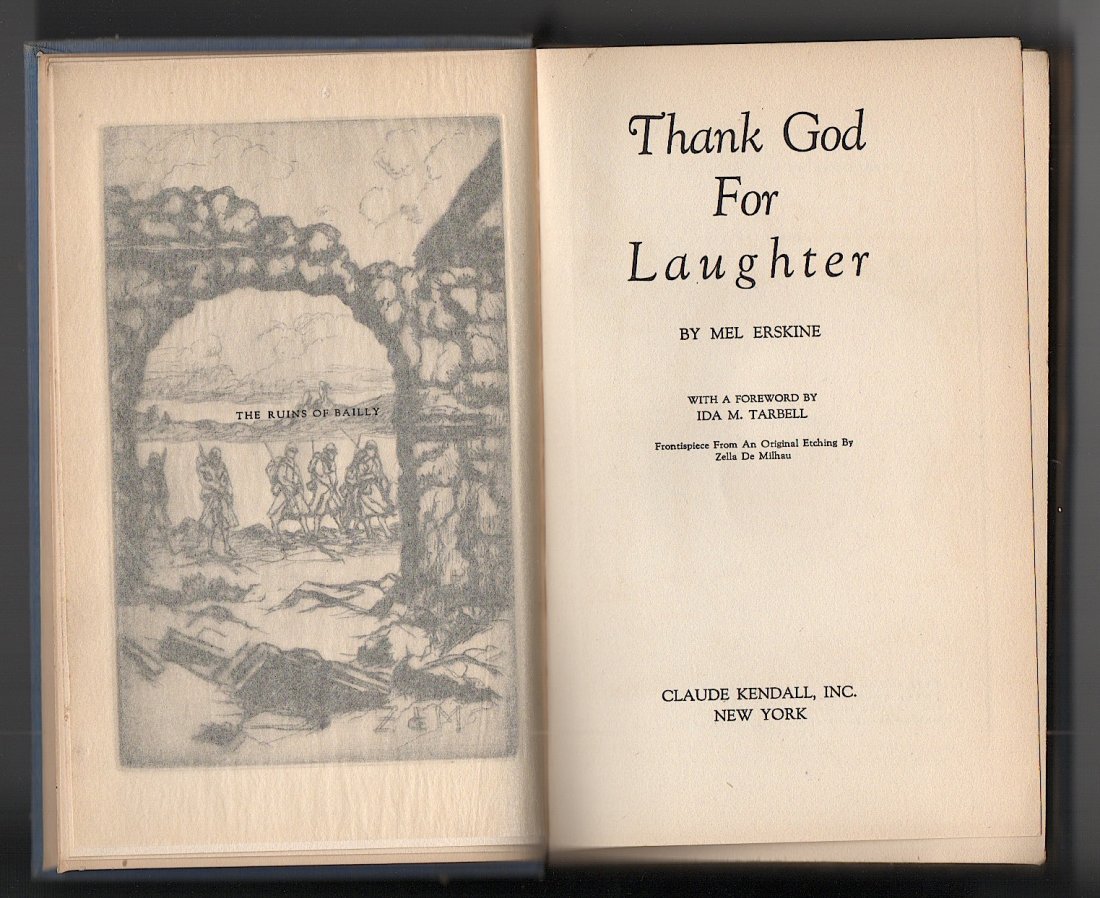 THE RUINS OF BAILLY
ZdeM
Thank God
For
Laughter
BY MEL ERSKINE
WITH A FOREWORD BY
IDA M. TARBELL
Frontispiece From An Original Etching By
Zella De Milhau
CLAUDE KENDALL, INC.
NEW YORK